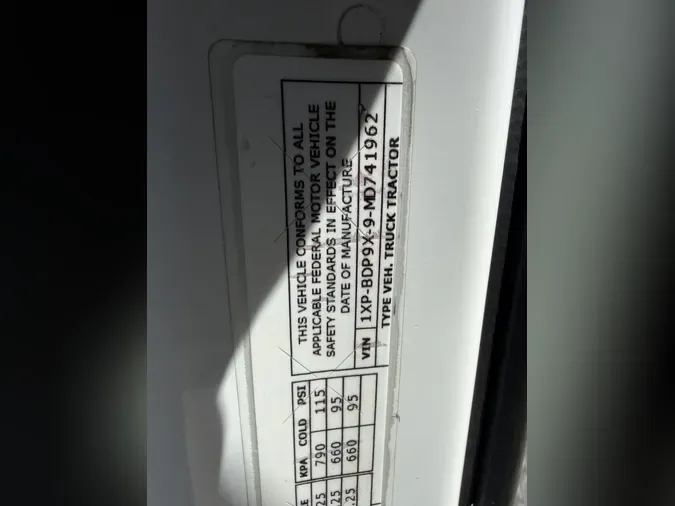 THIS VEHICLE CONFORMS TO ALL
APPLICABLE FEDERAL MOTOR VEHICLE
SAFETY STANDARDS IN EFFECT ON THE
DATE OF MANUFACTURE
VIN 1XP-BDP9X-9-MD741962
TYPE VEH. TRUCK TRACTOR
KPA COLD PSI
790 115
660 95
660 95